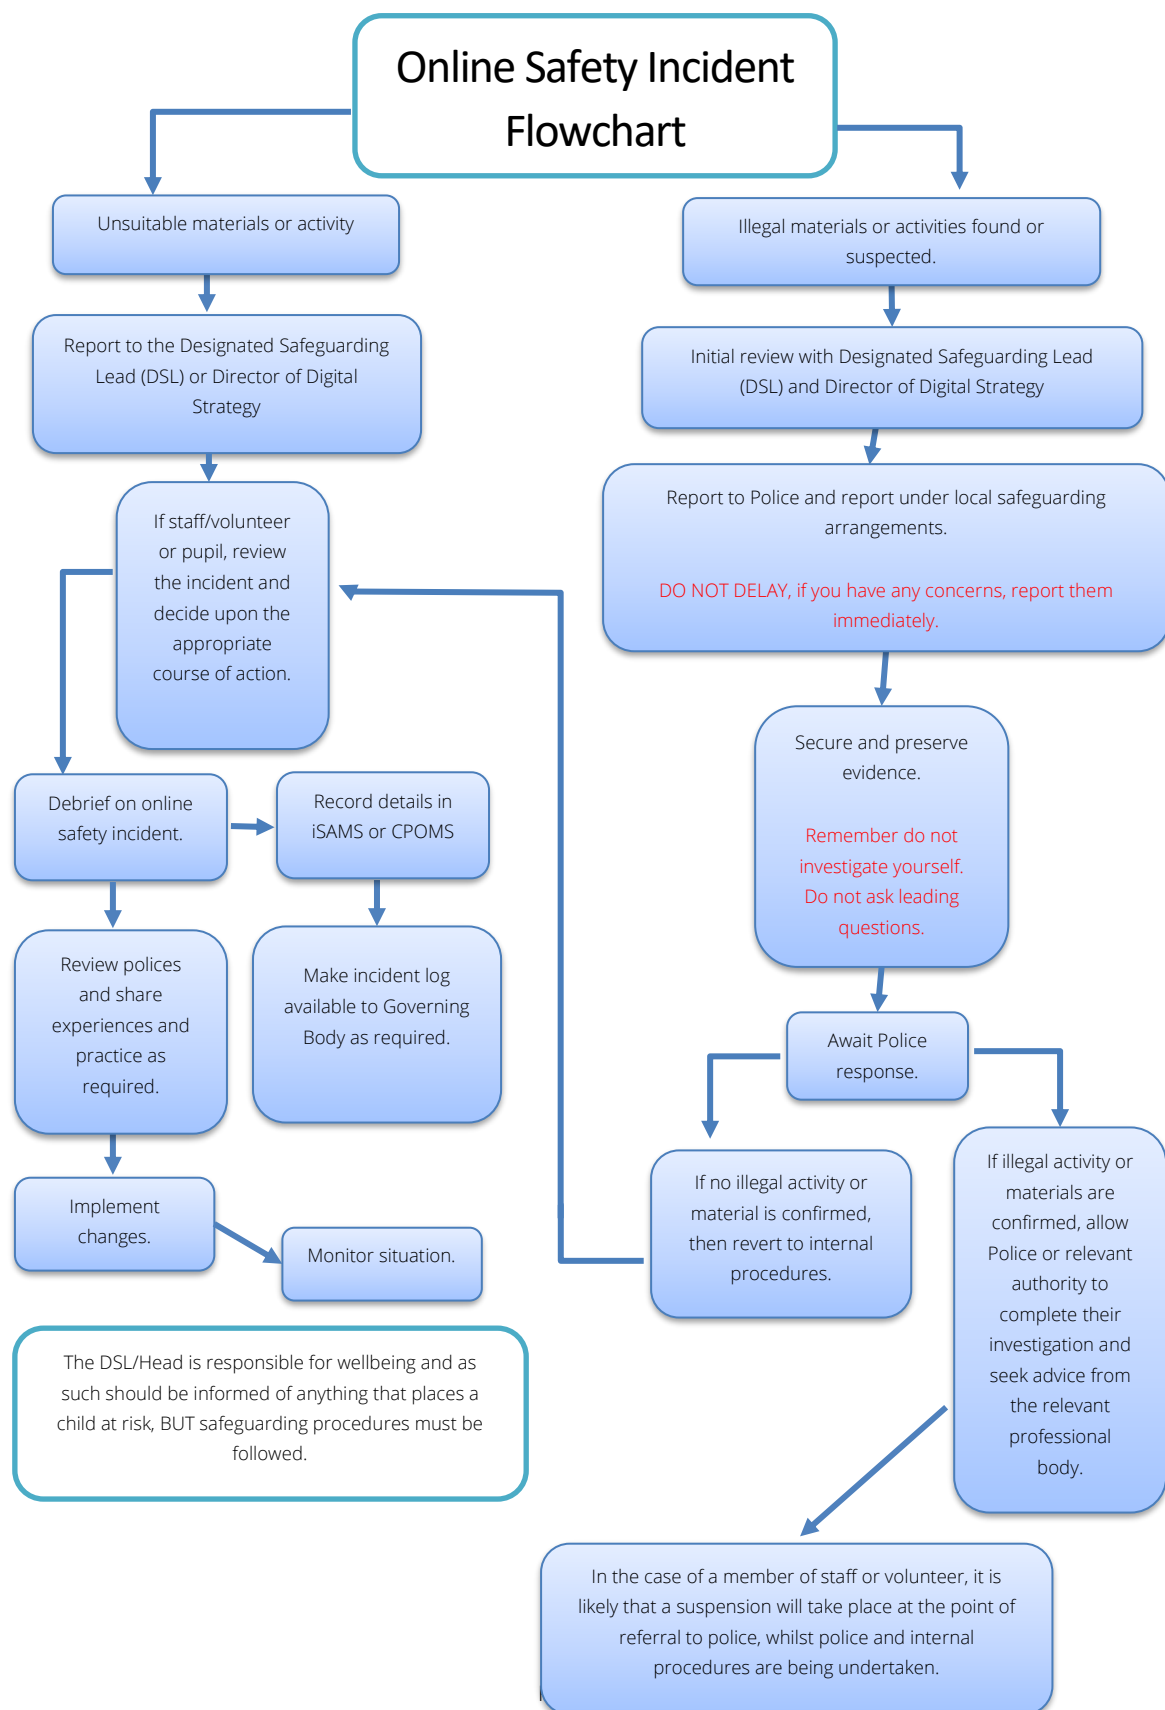 Online Safety Incident
Flowchart
Unsuitable materials or activity
Report to the Designated Safeguarding
Lead (DSL) or Director of Digital
Strategy
If staff/volunteer
or pupil, review
the incident and
decide upon the
appropriate
course of action.
Debrief on online
safety incident.
Record details in
iSAMS or CPOMS
Review polices
and share
experiences and
practice as
required.
Make incident log
available to Governing
Body as required.
Implement
changes.
Monitor situation.
The DSL/Head is responsible for wellbeing and as
such should be informed of anything that places a
child at risk, BUT safeguarding procedures must be
followed.
Illegal materials or activities found or
suspected.
Initial review with Designated Safeguarding Lead
(DSL) and Director of Digital Strategy
Report to Police and report under local safeguarding
arrangements.
DO NOT DELAY, if you have any concerns, report them
immediately.
Secure and preserve
evidence.
Remember do not
investigate yourself.
Do not ask leading
questions.
Await Police
response.
If no illegal activity or
material is confirmed,
then revert to internal
procedures.
If illegal activity or
materials are
confirmed, allow
Police or relevant
authority to
complete their
investigation and
seek advice from
the relevant
professional
body.
In the case of a member of staff or volunteer, it is
likely that a suspension will take place at the point of
referral to police, whilst police and internal
procedures are being undertaken.